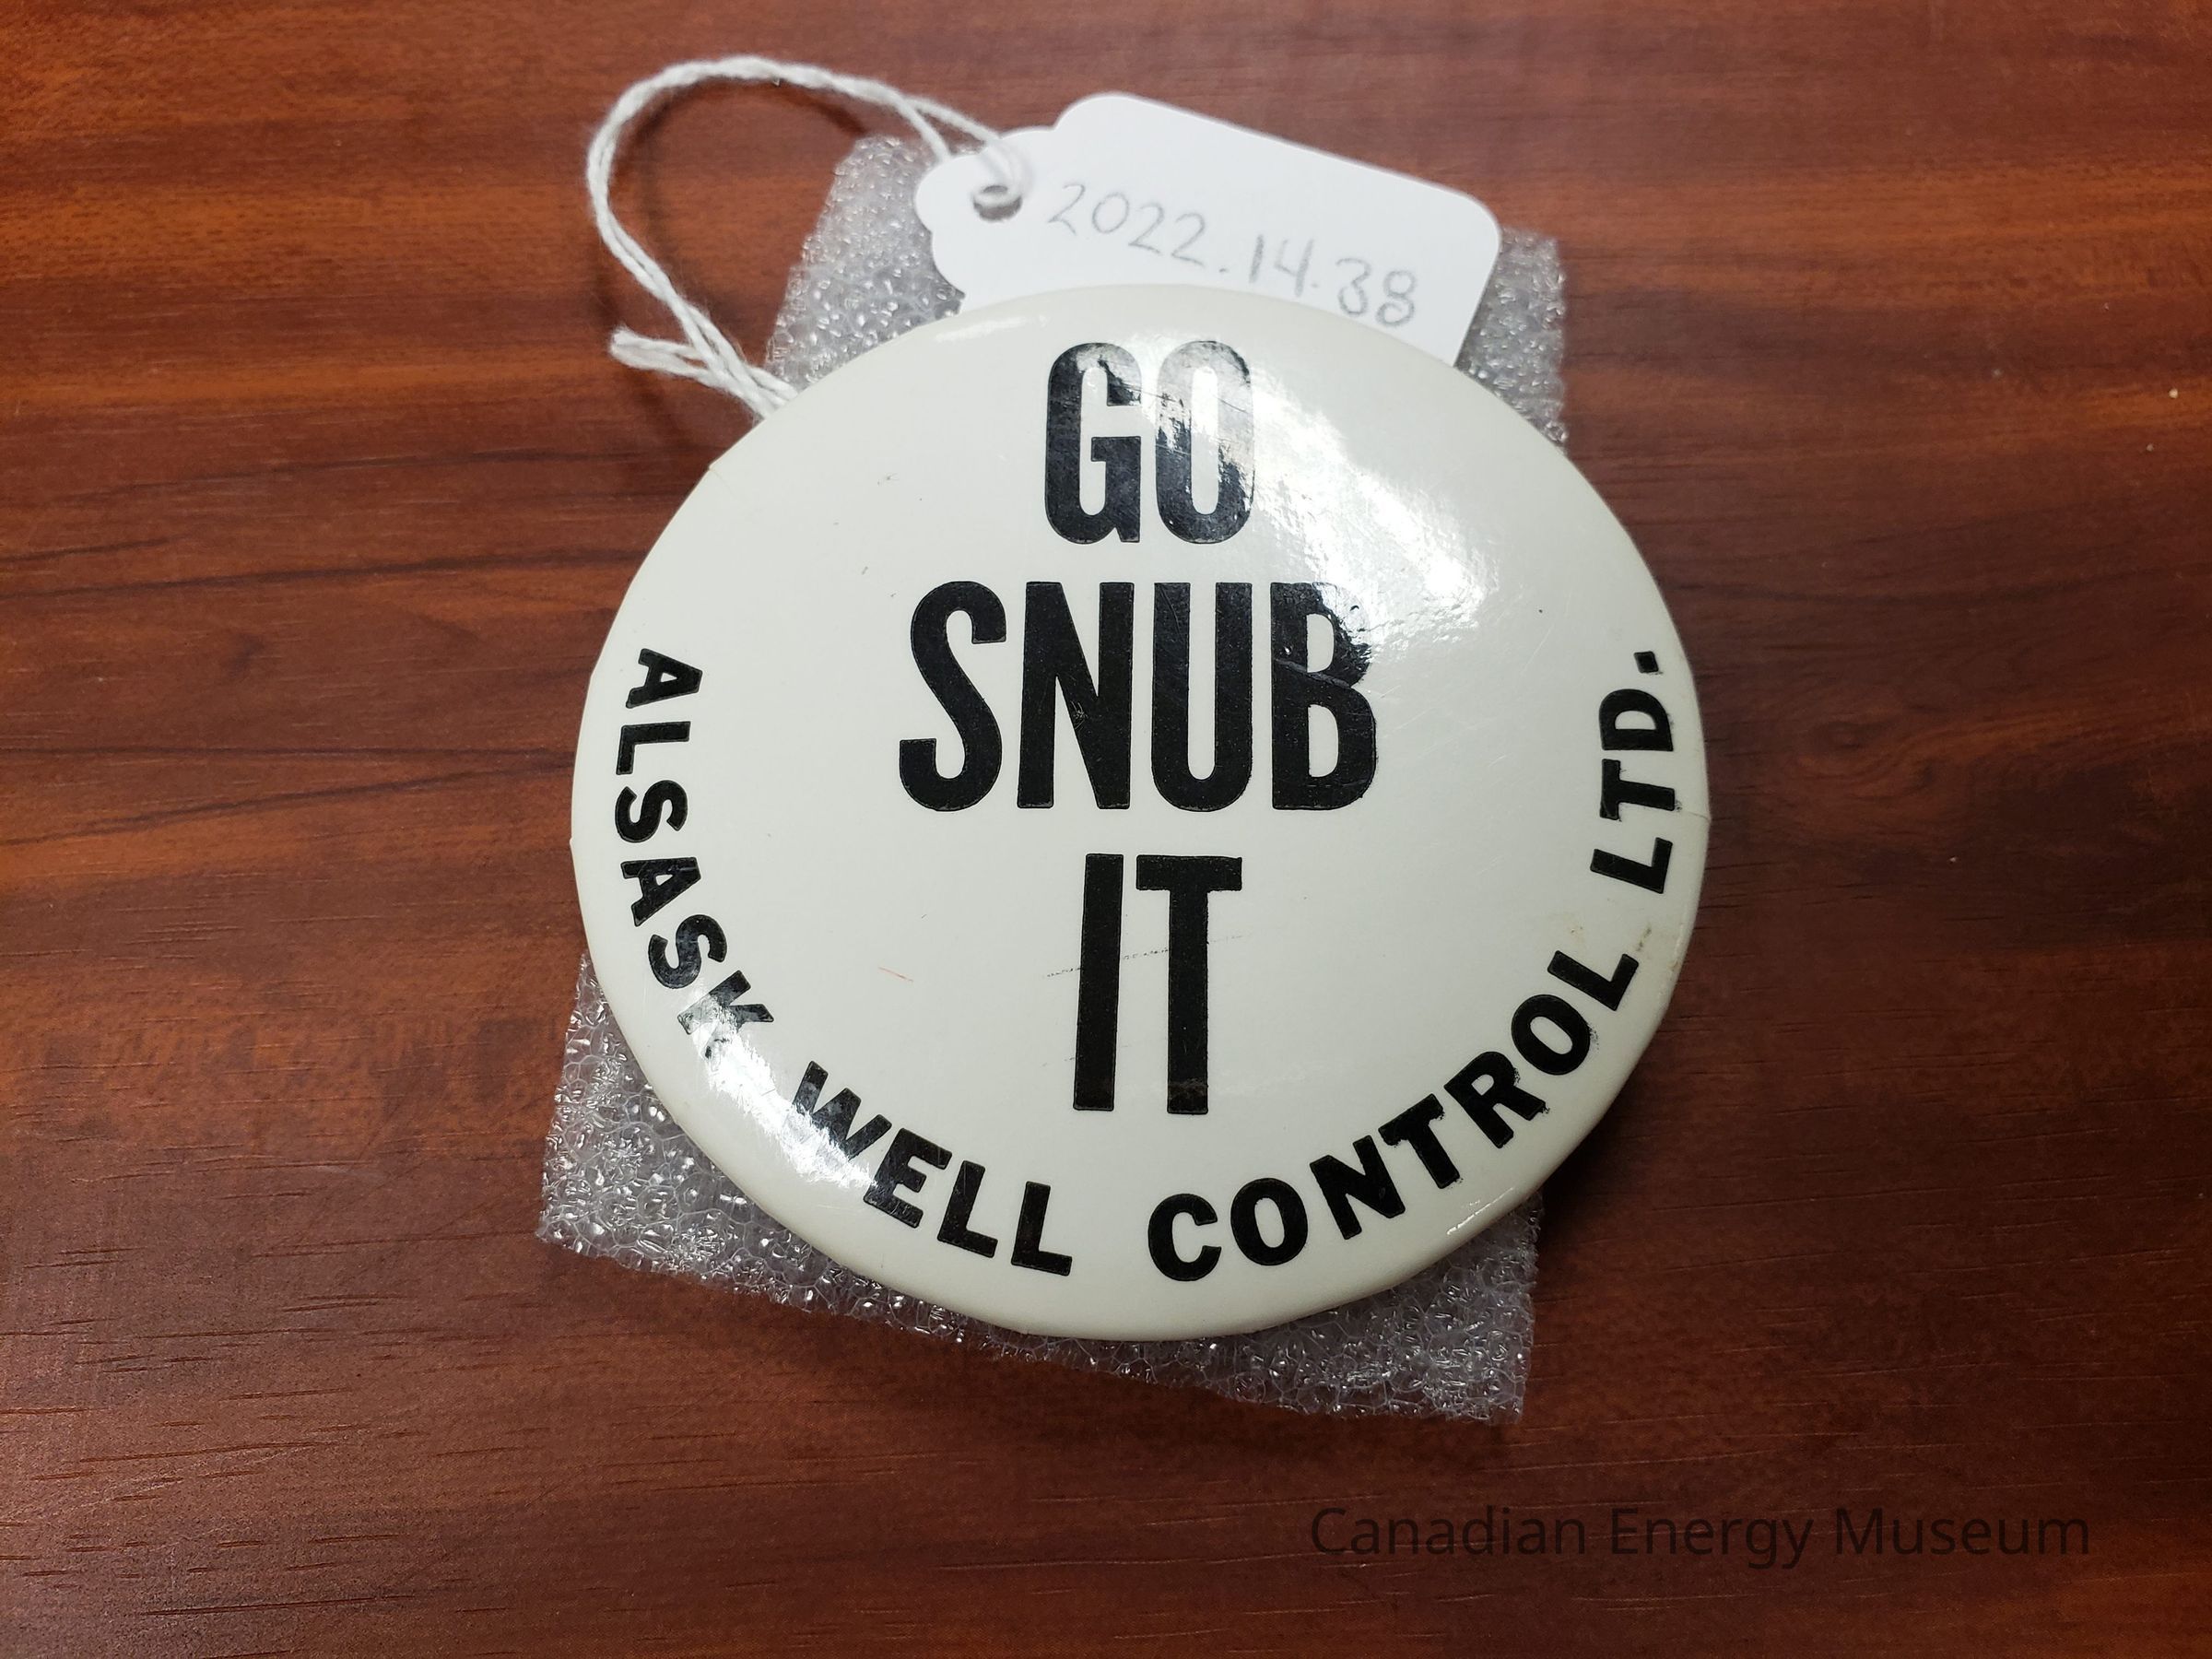 2022.14.38
GO
SNUB
IT
ALSASK WELL CONTROL LTD.
Canadian Energy Museum